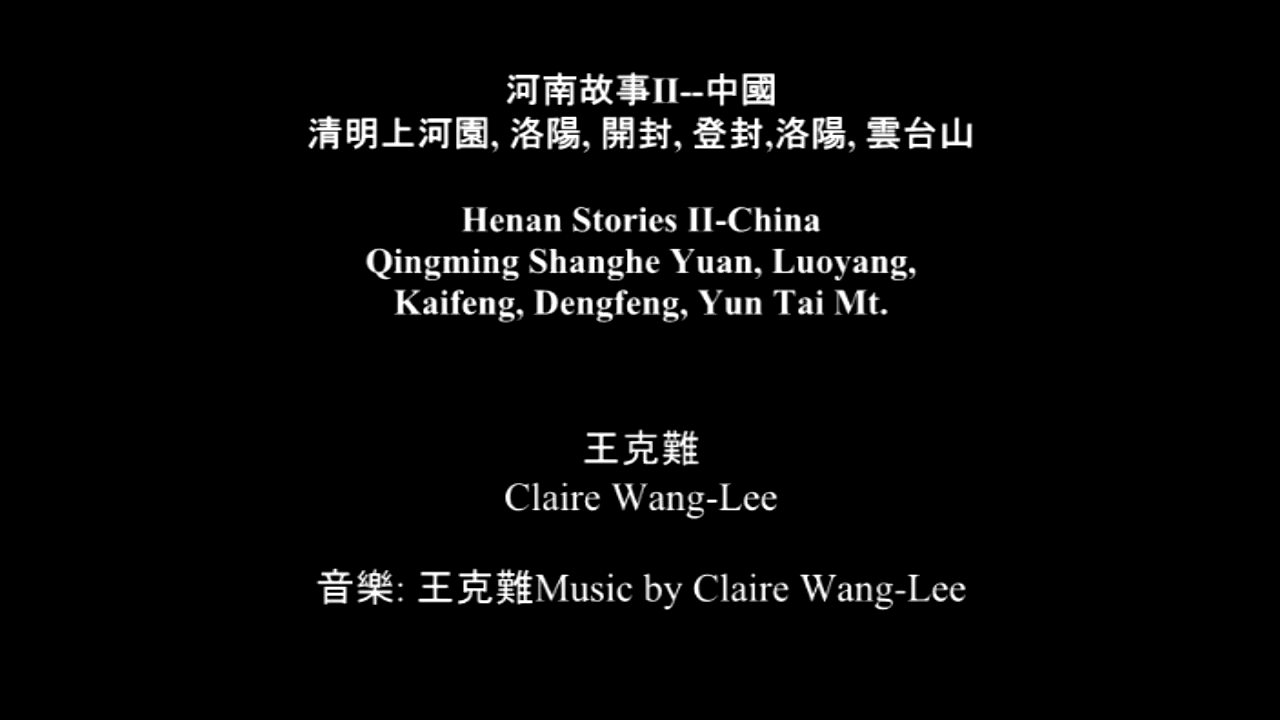 河南故事II--中國
清明上河園, 洛陽, 開封, 登封,洛陽, 雲台山
Henan Stories II-China
Qingming Shanghe Yuan, Luoyang,
Kaifeng, Dengfeng, Yun Tai Mt.
王克難
Claire Wang-Lee
音樂: 王克難Music by Claire Wang-Lee